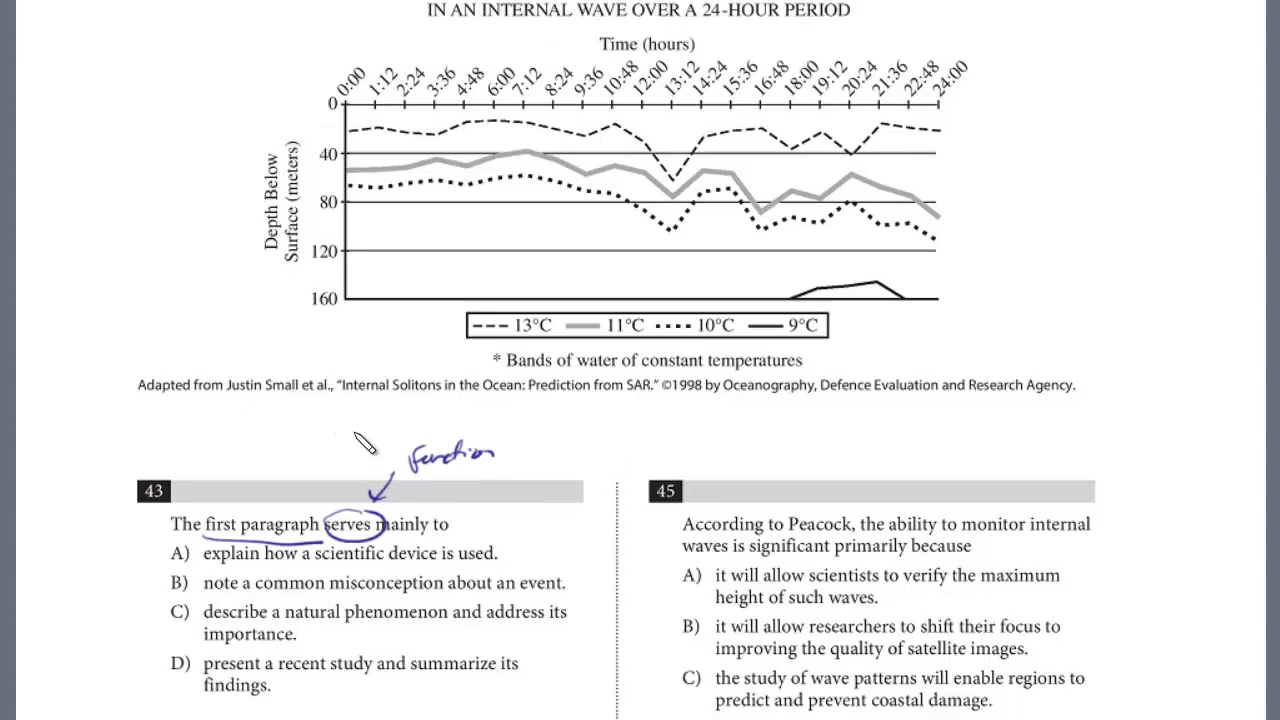 IN AN INTERNAL WAVE OVER A 24-HOUR PERIOD
Time (hours)
0:00 1:12 2:24 3:36 4:48 6:00 7:12 8:24 9:36 10:48 12:00 13:12 14:24 15:36 16:48 18:00 19:12 20:24 21:36 22:48 24:00
0
40
80
120
160
Depth Below
Surface (meters)
13°C 11°C 10°C 9°C
* Bands of water of constant temperatures
Adapted from Justin Small et al., “Internal Solitons in the Ocean: Prediction from SAR.” ©1998 by Oceanography, Defence Evaluation and Research Agency.
function
43
The first paragraph serves mainly to
A) explain how a scientific device is used.
B) note a common misconception about an event.
C) describe a natural phenomenon and address its
importance.
D) present a recent study and summarize its
findings.
45
According to Peacock, the ability to monitor internal
waves is significant primarily because
A) it will allow scientists to verify the maximum
height of such waves.
B) it will allow researchers to shift their focus to
improving the quality of satellite images.
C) the study of wave patterns will enable regions to
predict and prevent coastal damage.